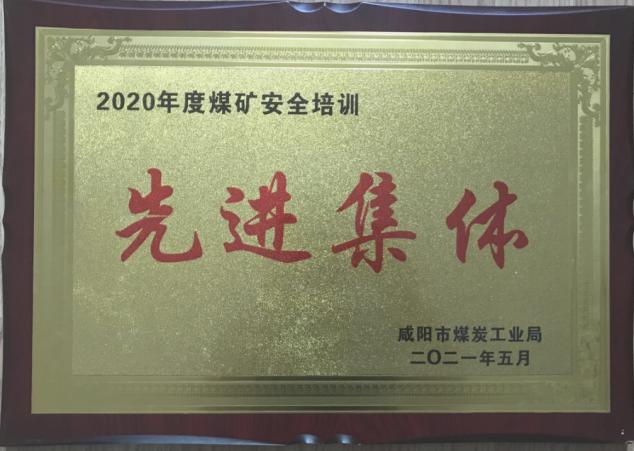 2020年度煤矿安全培训
先进集体
咸阳市煤炭工业局
二〇二一年五月